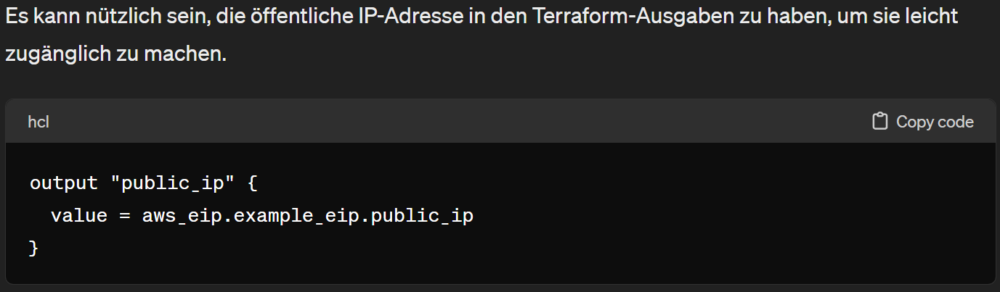 Es kann nützlich sein, die öffentliche IP-Adresse in den Terraform-Ausgaben zu haben, um sie leicht
zugänglich zu machen.
hcl
Copy code
output "public_ip" {
  value = aws_eip.example_eip.public_ip
}